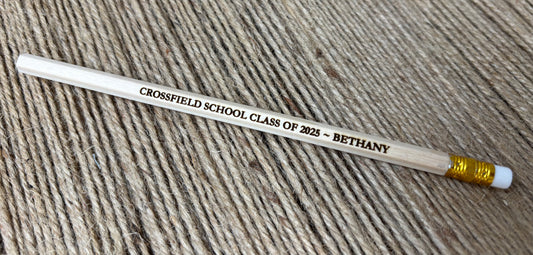 CROSSFIELD SCHOOL CLASS OF 2025 ~ BETHANY